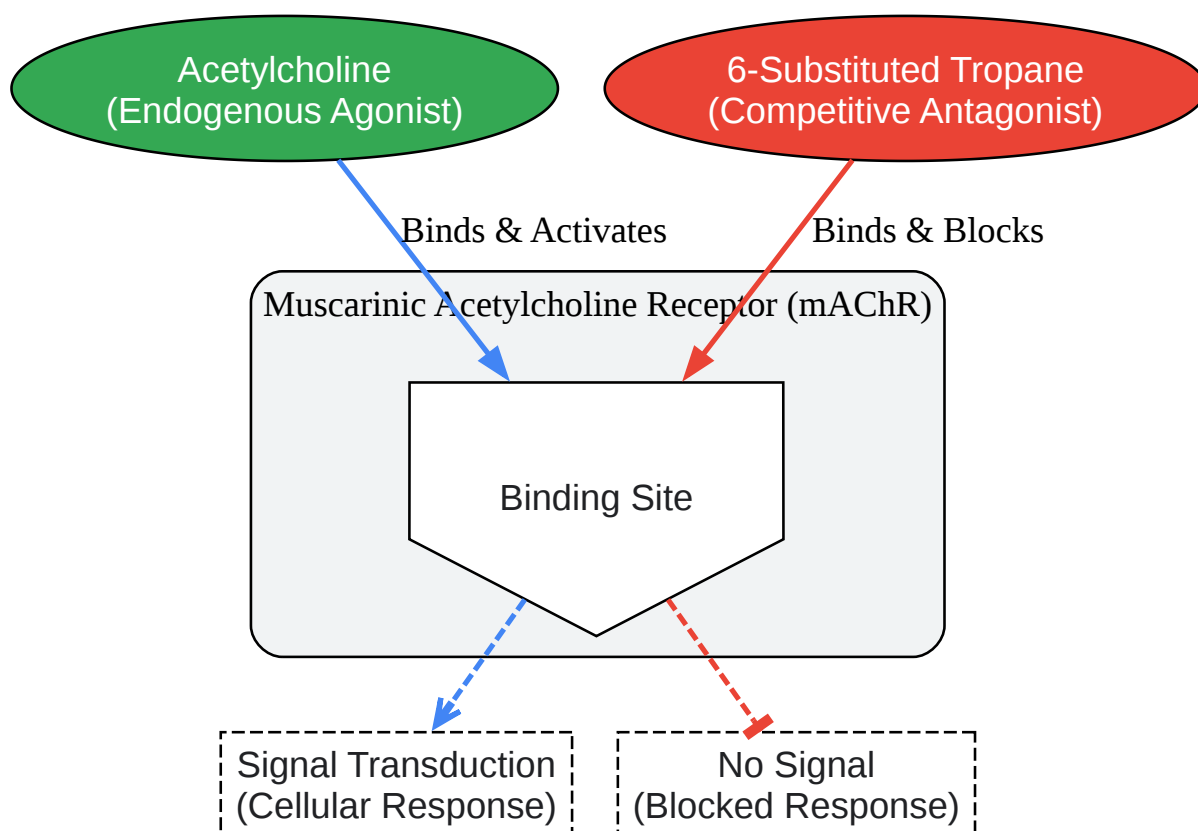 Acetylcholine
(Endogenous Agonist)
6-Substituted Tropane
(Competitive Antagonist)
Binds & Activates
Binds & Blocks
Muscarinic Acetylcholine Receptor (mAChR)
Binding Site
Signal Transduction
(Cellular Response)
No Signal
(Blocked Response)